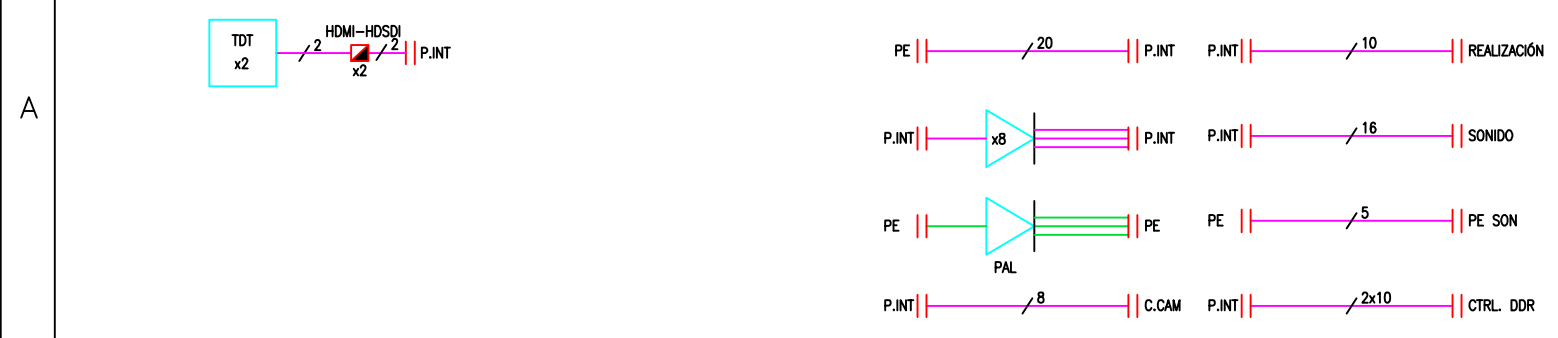 HDMI-HDSDI
TDT
x2
2
2
P.INT
x2
PE
20
P.INT
P.INT
10
REALIZACIÓN
A
P.INT
x8
P.INT
P.INT
16
SONIDO
PE
PE
PAL
PE
5
PE SON
P.INT
8
C.CAM
P.INT
2x10
CTRL. DDR